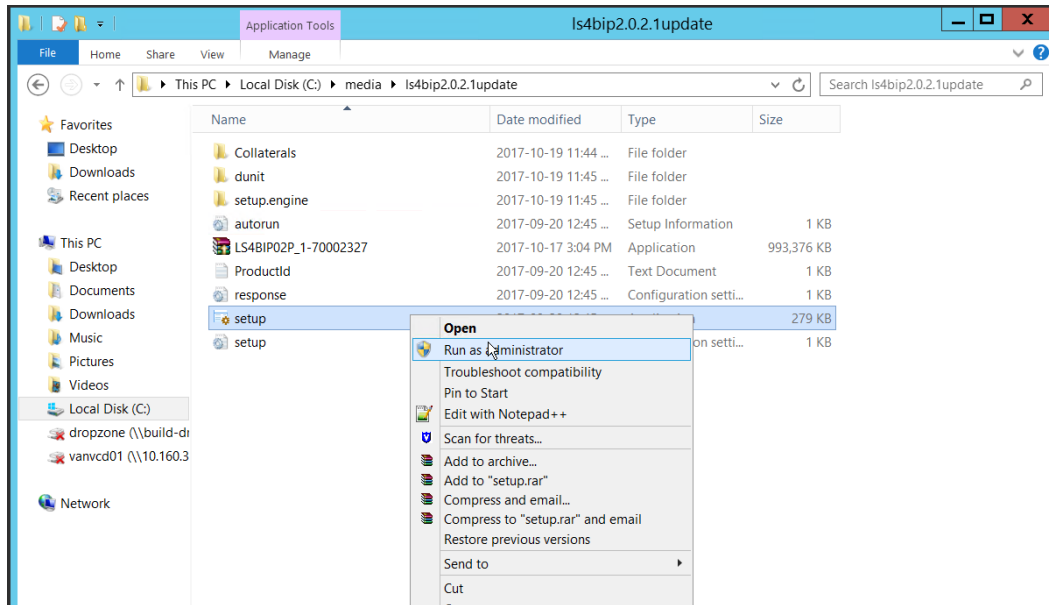 Application Tools
ls4bip2.0.2.1update
File Home Share View Manage
This PC Local Disk (C:) media ls4bip2.0.2.1update
Search ls4bip2.0.2.1update
Name Date modified Type Size
Favorites
Desktop
Downloads
Recent places
This PC
Desktop
Documents
Downloads
Music
Pictures
Videos
Local Disk (C:)
dropzone (\\build-dr
vanvcd01 (\\10.160.3
Network
Collaterals 2017-10-19 11:44 ... File folder
dunit 2017-10-19 11:45 ... File folder
setup.engine 2017-10-19 11:45 ... File folder
autorun 2017-09-20 12:45 ... Setup Information 1 KB
LS4BIP02P_1-70002327 2017-10-17 3:04 PM Application 993,376 KB
ProductId 2017-09-20 12:45 ... Text Document 1 KB
response 2017-09-20 12:45 ... Configuration setti... 1 KB
setup 279 KB
setup on setti... 1 KB
Open
Run as administrator
Troubleshoot compatibility
Pin to Start
Edit with Notepad++
Scan for threats...
Add to archive...
Add to "setup.rar"
Compress and email...
Compress to "setup.rar" and email
Restore previous versions
Send to
Cut